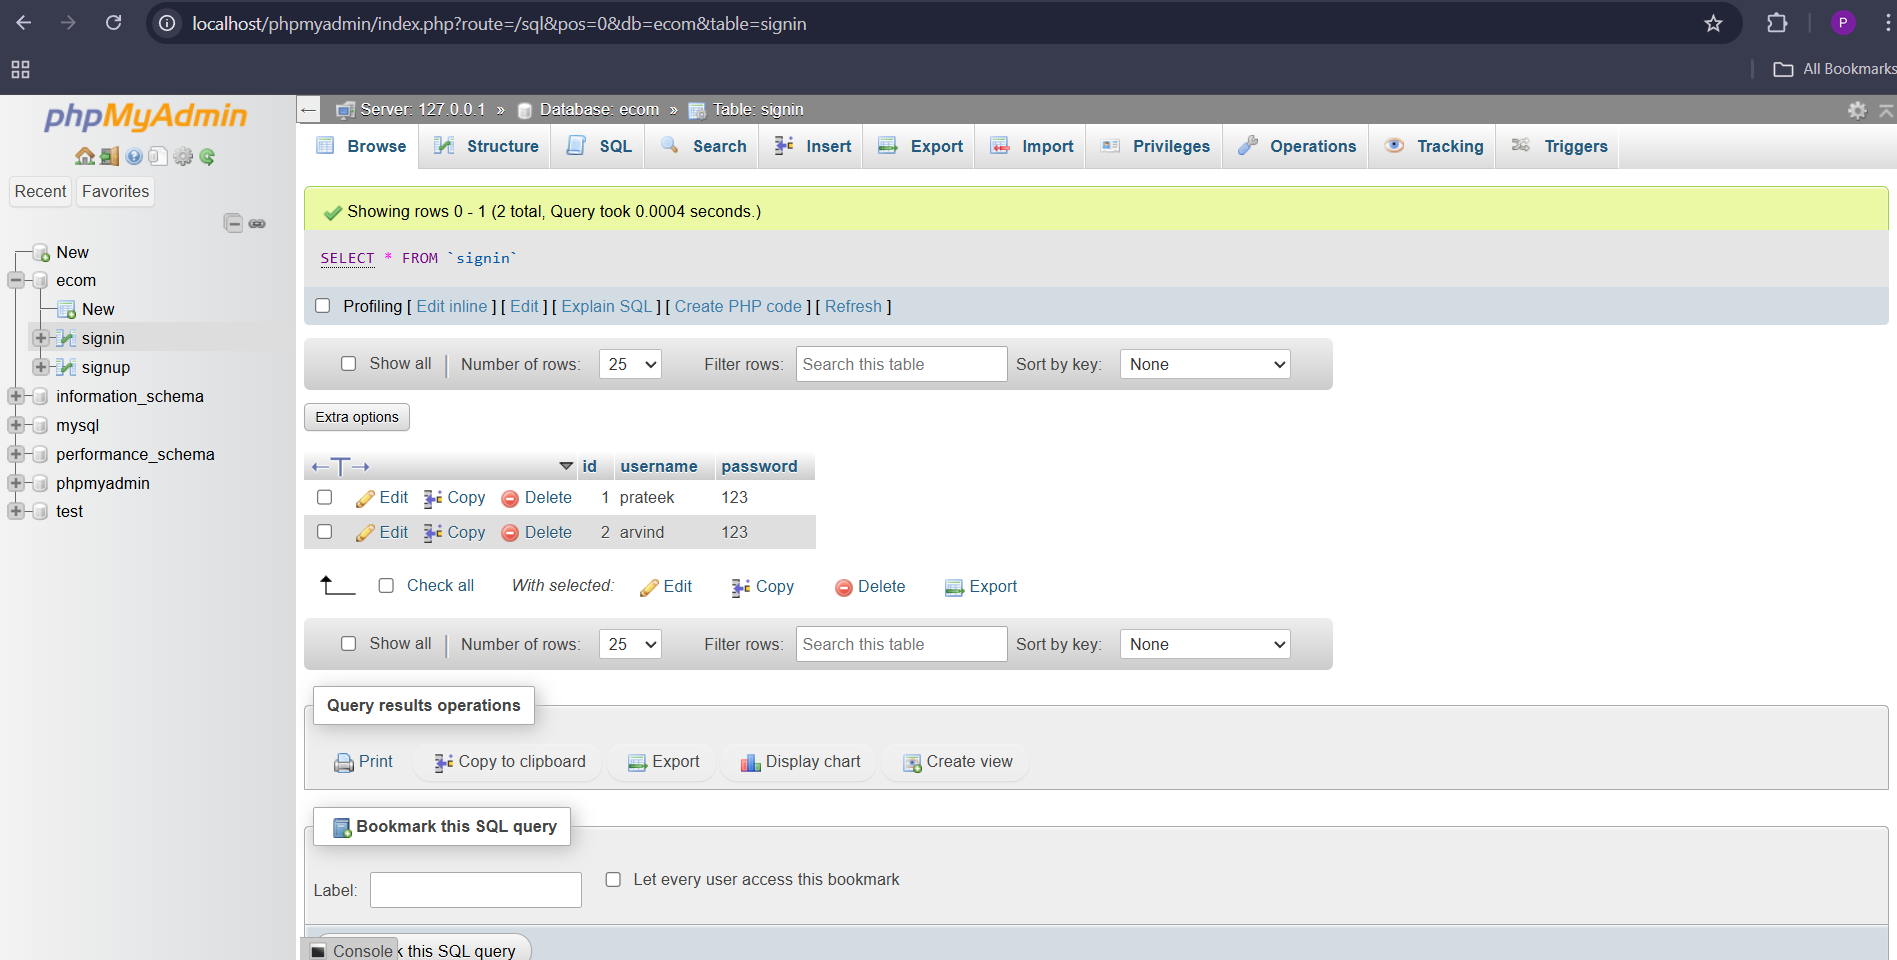 localhost/phpmyadmin/index.php?route=/sql&pos=0&db=ecom&table=signin
P
All Bookmarks
phpMyAdmin
Recent Favorites
New
ecom
New
signin
signup
information_schema
mysql
performance_schema
phpmyadmin
test
Server: 127.0.0.1 » Database: ecom » Table: signin
Browse Structure SQL Search Insert Export Import Privileges Operations Tracking Triggers
Showing rows 0 - 1 (2 total, Query took 0.0004 seconds.)
SELECT * FROM `signin`
Profiling [ Edit inline ] [ Edit ] [ Explain SQL ] [ Create PHP code ] [ Refresh ]
Show all Number of rows: 25 Filter rows: Search this table Sort by key: None
Extra options
id username password
Edit Copy Delete 1 prateek 123
Edit Copy Delete 2 arvind 123
Check all With selected: Edit Copy Delete Export
Show all Number of rows: 25 Filter rows: Search this table Sort by key: None
Query results operations
Print Copy to clipboard Export Display chart Create view
Bookmark this SQL query
Label: Let every user access this bookmark
Console k this SQL query